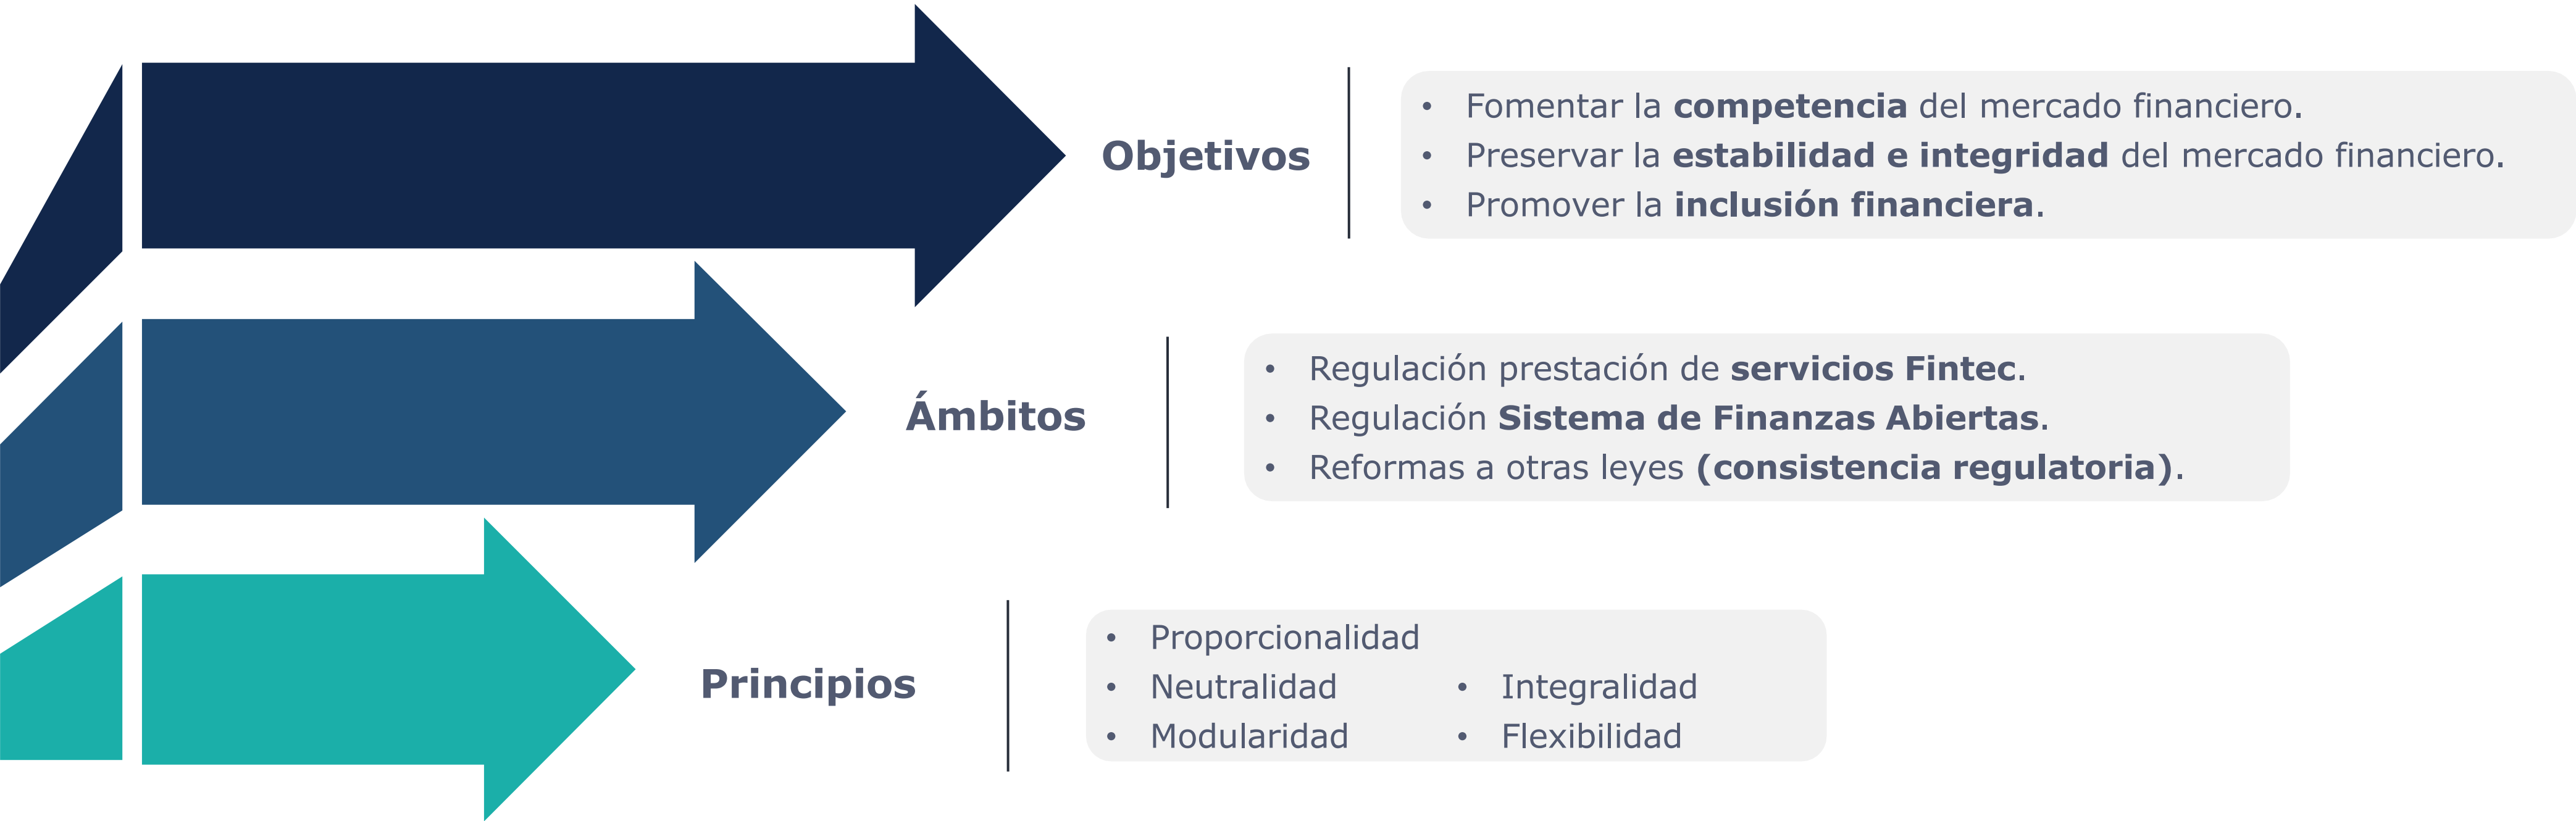 Objetivos
• Fomentar la competencia del mercado financiero.
• Preservar la estabilidad e integridad del mercado financiero.
• Promover la inclusión financiera.
Ámbitos
• Regulación prestación de servicios Fintec.
• Regulación Sistema de Finanzas Abiertas.
• Reformas a otras leyes (consistencia regulatoria).
Principios
• Proporcionalidad
• Neutralidad
• Modularidad
• Integralidad
• Flexibilidad